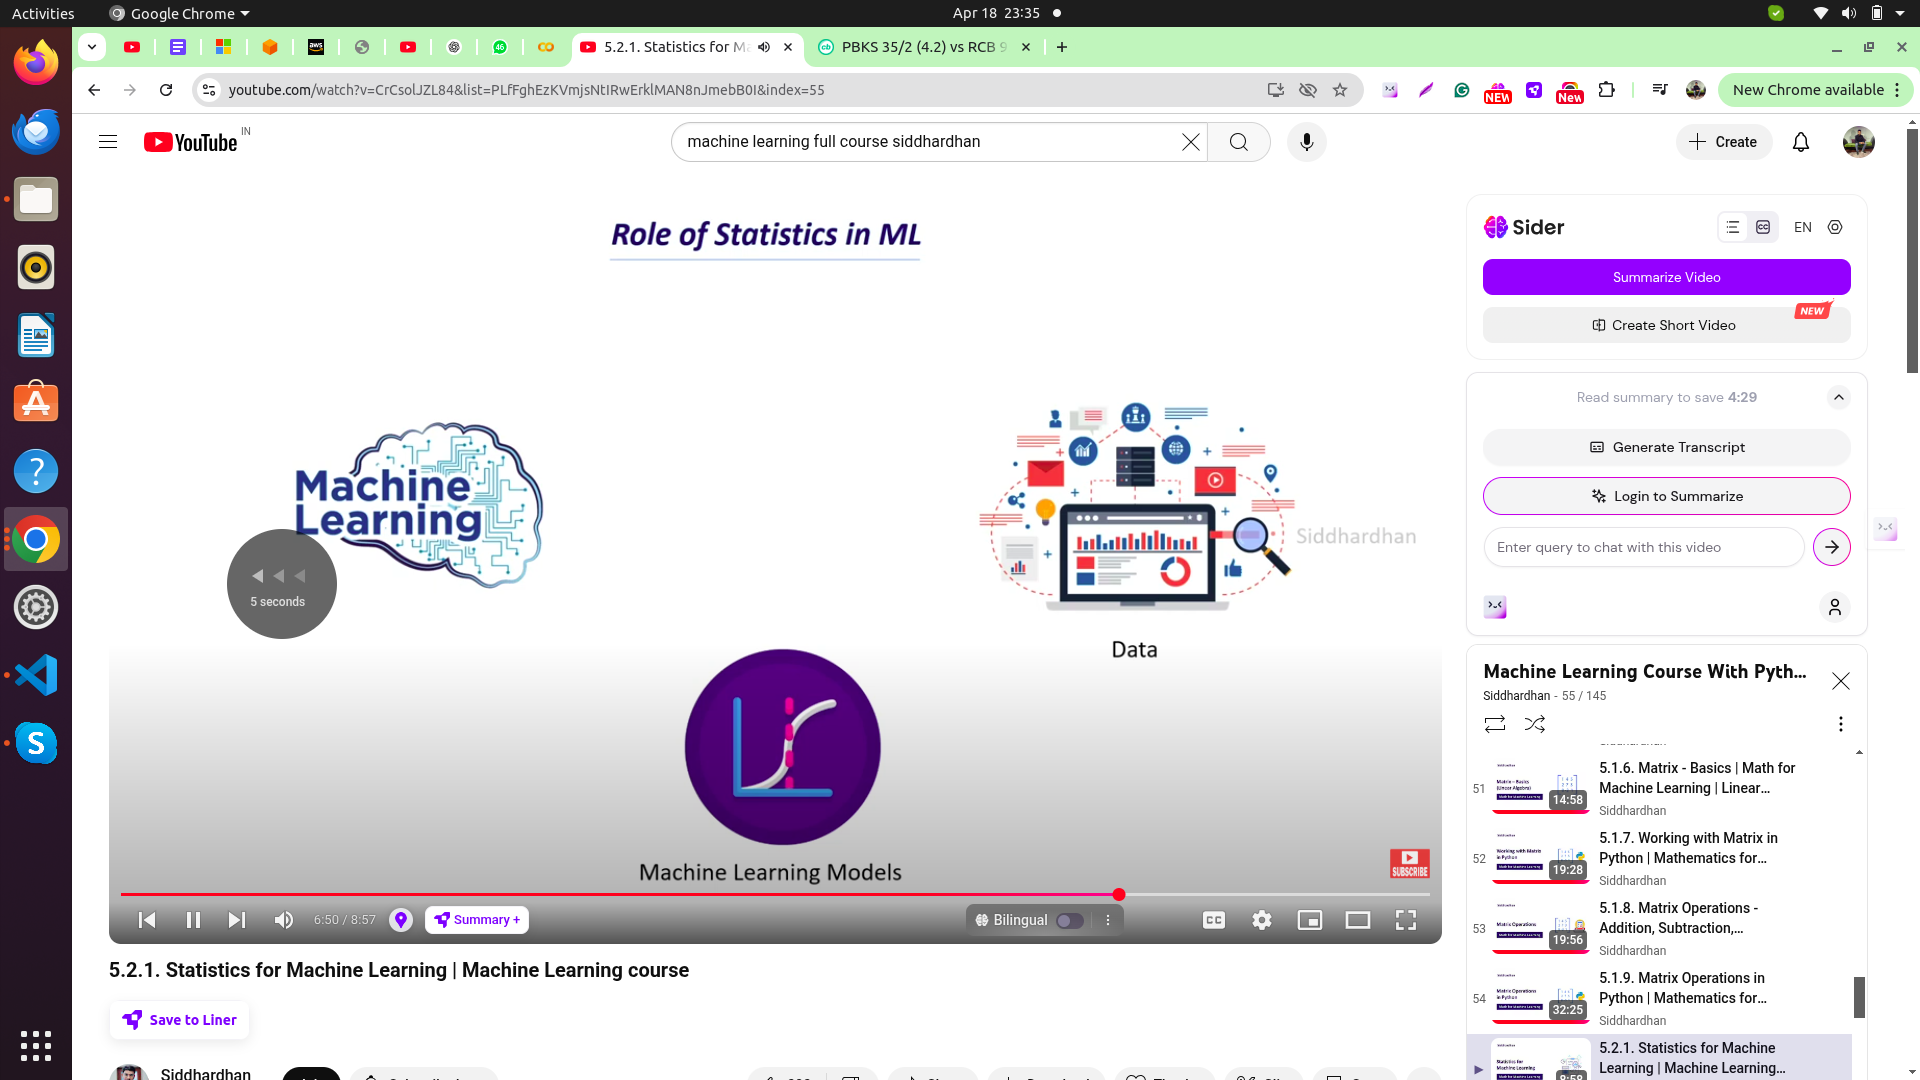 Activities
Google Chrome
Apr 18 23:35
5.2.1. Statistics for Ma
PBKS 35/2 (4.2) vs RCB 9
youtube.com/watch?v=CrCsolJZL84&list=PLfFghEzKVmjsNtIRwErklMAN8nJmebB0I&index=55
NEW
New
New Chrome available
YouTube
IN
machine learning full course siddhardhan
Create
Role of Statistics in ML
Machine
Learning
Siddhardhan
5 seconds
Data
Machine Learning Models
SUBSCRIBE
6:50 / 8:57
Summary +
Bilingual
CC
5.2.1. Statistics for Machine Learning | Machine Learning course
Save to Liner
Siddhardhan
Sider
EN
Summarize Video
NEW
Create Short Video
Read summary to save 4:29
Generate Transcript
Login to Summarize
Enter query to chat with this video
Machine Learning Course With Pyth...
Siddhardhan - 55 / 145
51
14:58
5.1.6. Matrix - Basics | Math for
Machine Learning | Linear...
Siddhardhan
52
19:28
5.1.7. Working with Matrix in
Python | Mathematics for...
Siddhardhan
53
19:56
5.1.8. Matrix Operations -
Addition, Subtraction,...
Siddhardhan
54
32:25
5.1.9. Matrix Operations in
Python | Mathematics for...
Siddhardhan
5.2.1. Statistics for Machine
Learning | Machine Learning...
8:58